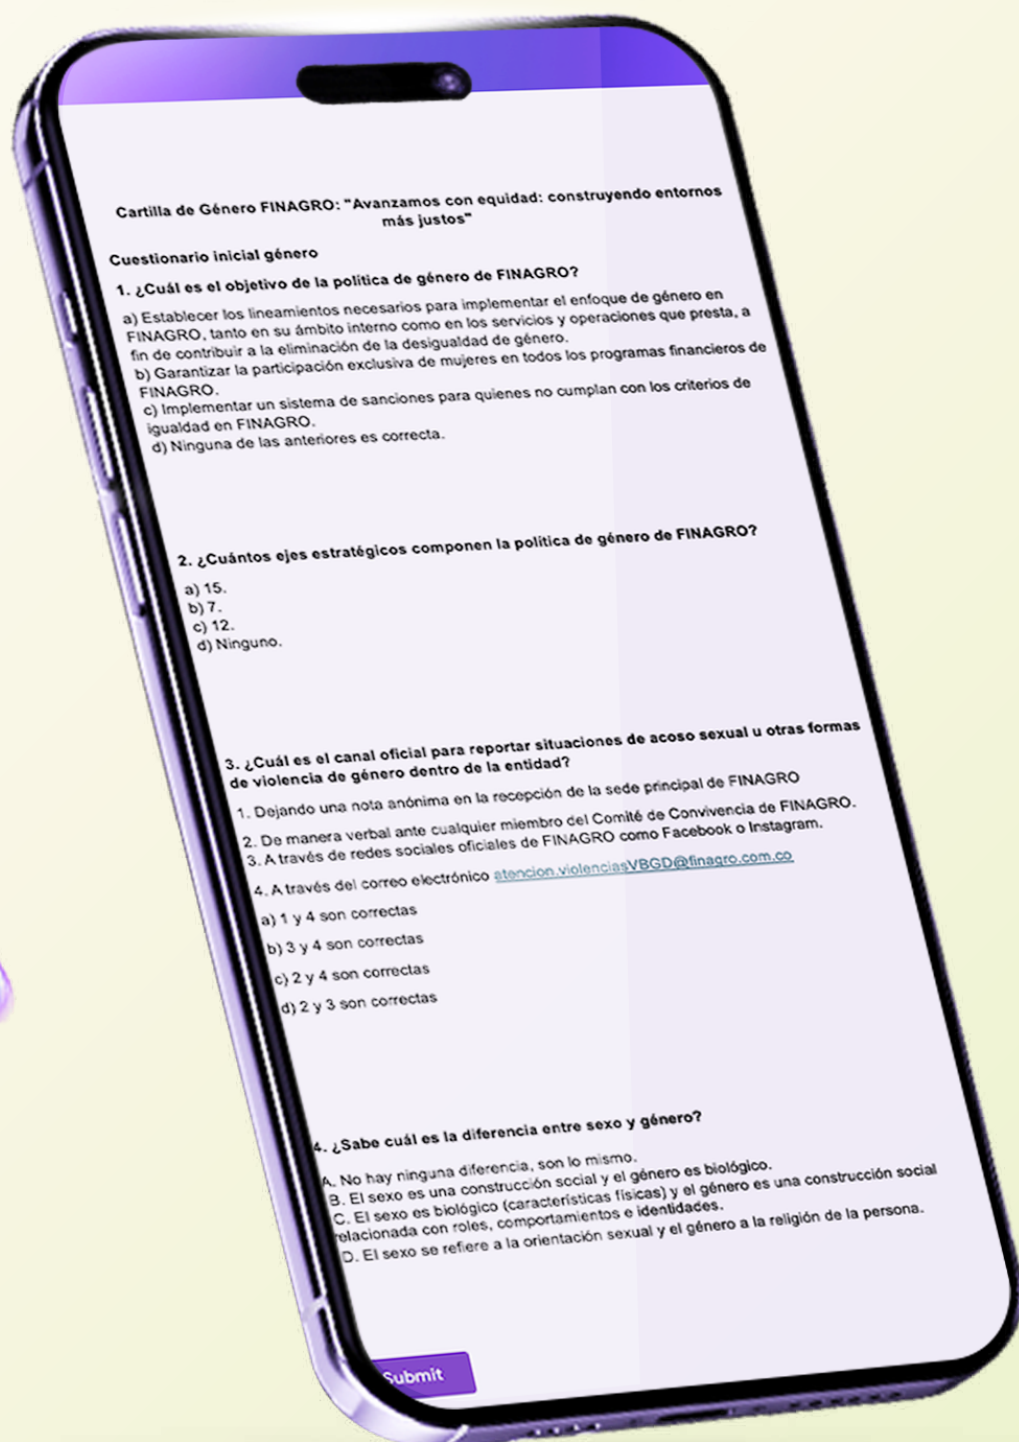 Cartilla de Género FINAGRO: "Avanzamos con equidad: construyendo entornos
más justos"
Cuestionario inicial género
1. ¿Cuál es el objetivo de la política de género de FINAGRO?
a) Establecer los lineamientos necesarios para implementar el enfoque de género en
FINAGRO, tanto en su ámbito interno como en los servicios y operaciones que presta, a
fin de contribuir a la eliminación de la desigualdad de género.
b) Garantizar la participación exclusiva de mujeres en todos los programas financieros de
FINAGRO.
c) Implementar un sistema de sanciones para quienes no cumplan con los criterios de
igualdad en FINAGRO.
d) Ninguna de las anteriores es correcta.
2. ¿Cuántos ejes estratégicos componen la política de género de FINAGRO?
a) 15.
b) 7.
c) 12.
d) Ninguno.
3. ¿Cuál es el canal oficial para reportar situaciones de acoso sexual u otras formas
de violencia de género dentro de la entidad?
1. Dejando una nota anónima en la recepción de la sede principal de FINAGRO
2. De manera verbal ante cualquier miembro del Comité de Convivencia de FINAGRO.
3. A través de redes sociales oficiales de FINAGRO como Facebook o Instagram.
4. A través del correo electrónico atencion.violenciasVBGD@finagro.com.co
a) 1 y 4 son correctas
b) 3 y 4 son correctas
c) 2 y 4 son correctas
d) 2 y 3 son correctas
4. ¿Sabe cuál es la diferencia entre sexo y género?
A. No hay ninguna diferencia, son lo mismo.
B. El sexo es una construcción social y el género es biológico.
C. El sexo es biológico (características físicas) y el género es una construcción social
relacionada con roles, comportamientos e identidades.
D. El sexo se refiere a la orientación sexual y el género a la religión de la persona.
Submit